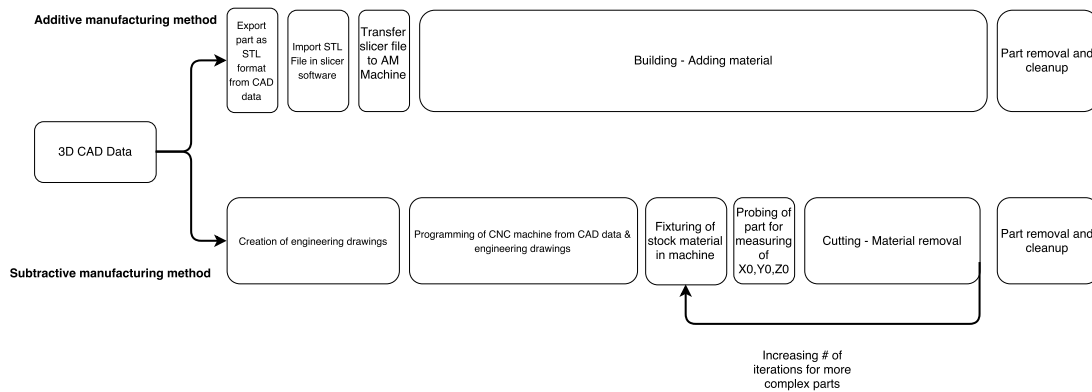 Additive manufacturing method
Export
part as
STL
format
from CAD
data
Import STL
File in slicer
software
Transfer
slicer file
to AM
Machine
Building - Adding material
Part removal and
cleanup
3D CAD Data
Subtractive manufacturing method
Creation of engineering drawings
Programming of CNC machine from CAD data &
engineering drawings
Fixturing of
stock material
in machine
Probing of
part for
measuring
of
X0,Y0,Z0
Cutting - Material removal
Part removal and
cleanup
Increasing # of
iterations for more
complex parts